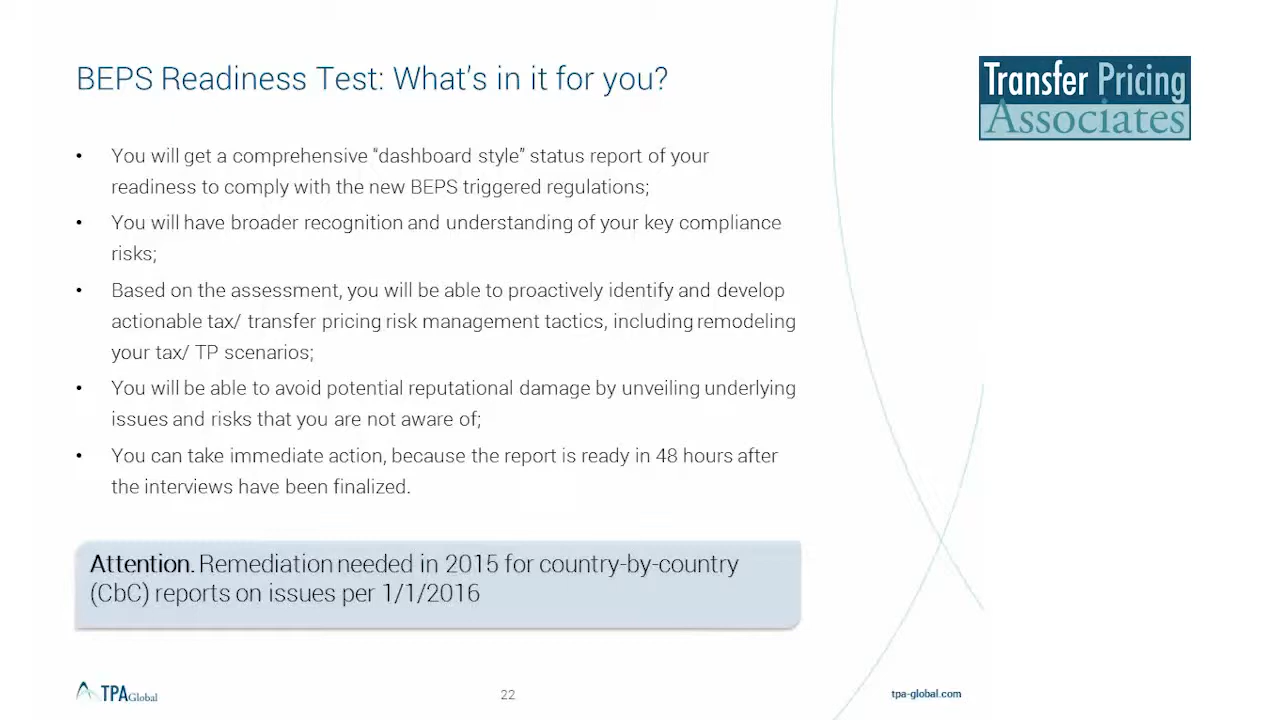 BEPS Readiness Test: What's in it for you?
Transfer Pricing
Associates
• You will get a comprehensive “dashboard style” status report of your
readiness to comply with the new BEPS triggered regulations;
• You will have broader recognition and understanding of your key compliance
risks;
• Based on the assessment, you will be able to proactively identify and develop
actionable tax/ transfer pricing risk management tactics, including remodeling
your tax/ TP scenarios;
• You will be able to avoid potential reputational damage by unveiling underlying
issues and risks that you are not aware of;
• You can take immediate action, because the report is ready in 48 hours after
the interviews have been finalized.
Attention. Remediation needed in 2015 for country-by-country
(CbC) reports on issues per 1/1/2016
TPAGlobal
22
tpa-global.com